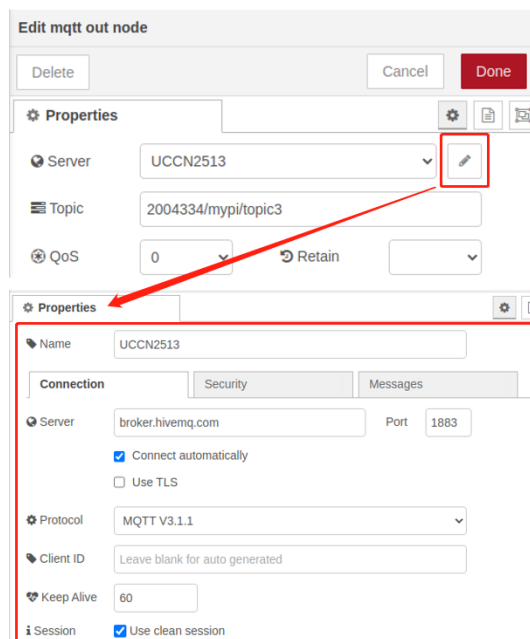 Edit mqtt out node
Delete Cancel Done
Properties
Server UCCN2513
Topic 2004334/mypi/topic3
QoS 0 Retain
Properties
Name UCCN2513
Connection Security Messages
Server broker.hivemq.com Port 1883
Connect automatically
Use TLS
Protocol MQTT V3.1.1
Client ID Leave blank for auto generated
Keep Alive 60
Session Use clean session